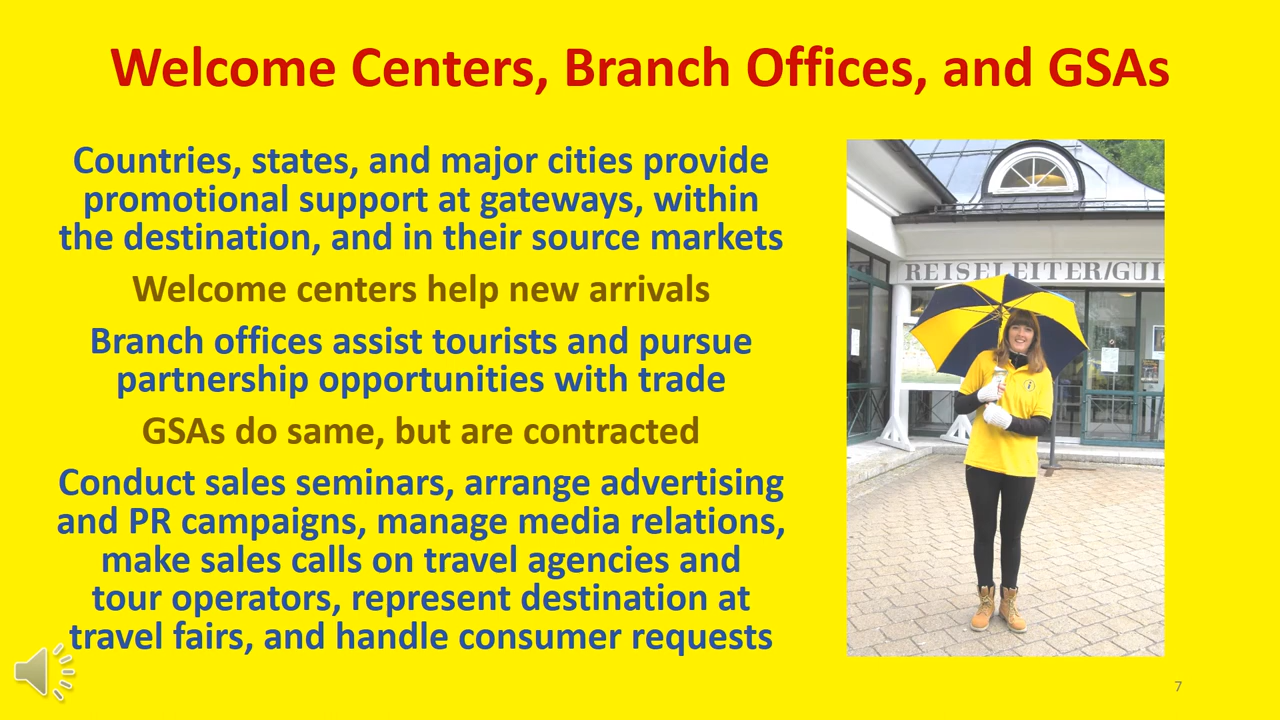 Welcome Centers, Branch Offices, and GSAs
Countries, states, and major cities provide
promotional support at gateways, within
the destination, and in their source markets
Welcome centers help new arrivals
Branch offices assist tourists and pursue
partnership opportunities with trade
GSAs do same, but are contracted
Conduct sales seminars, arrange advertising
and PR campaigns, manage media relations,
make sales calls on travel agencies and
tour operators, represent destination at
travel fairs, and handle consumer requests
REISELEITER/GUI
7